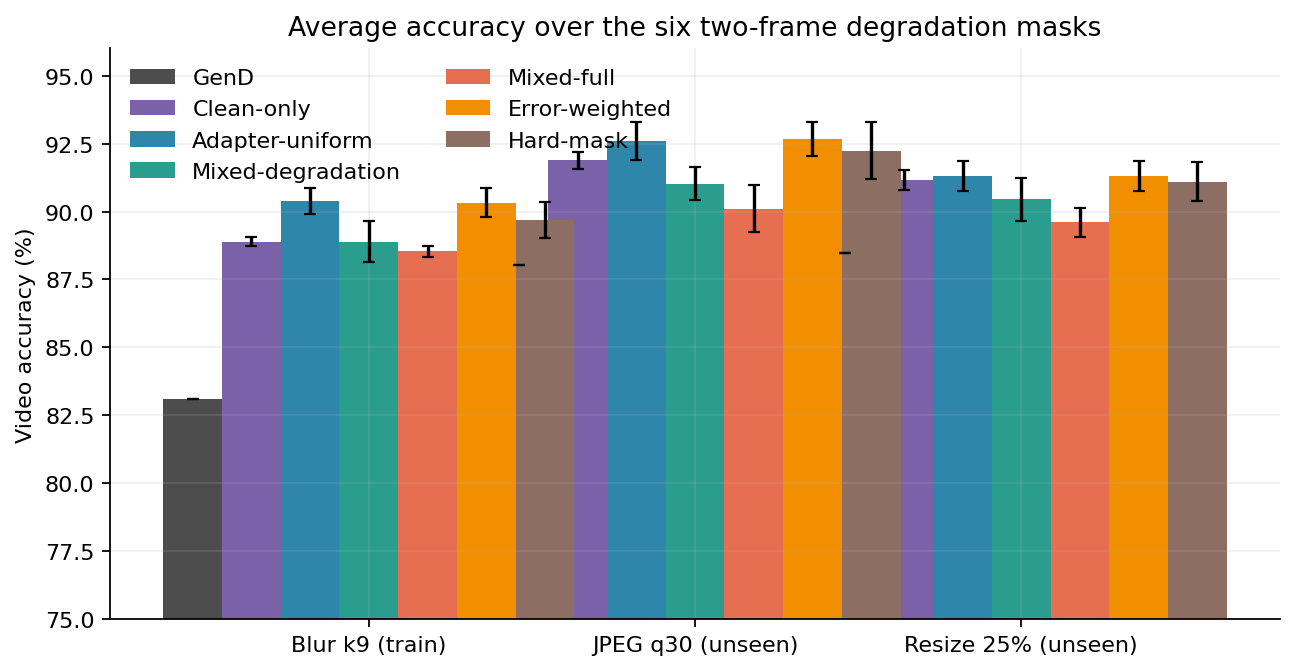 Average accuracy over the six two-frame degradation masks
Video accuracy (%)
95.0
92.5
90.0
87.5
85.0
82.5
80.0
77.5
75.0
GenD
Clean-only
Adapter-uniform
Mixed-degradation
Mixed-full
Error-weighted
Hard-mask
Blur k9 (train)
JPEG q30 (unseen)
Resize 25% (unseen)